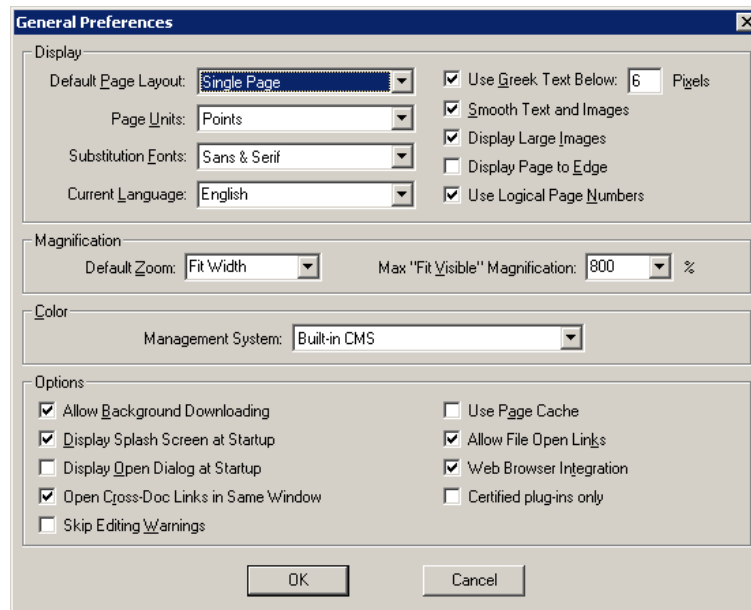 General Preferences
Display
Default Page Layout: Single Page
Use Greek Text Below: 6 Pixels
Page Units: Points
Smooth Text and Images
Display Large Images
Substitution Fonts: Sans & Serif
Display Page to Edge
Current Language: English
Use Logical Page Numbers
Magnification
Default Zoom: Fit Width
Max "Fit Visible" Magnification: 800 %
Color
Management System: Built-in CMS
Options
Allow Background Downloading
Use Page Cache
Display Splash Screen at Startup
Allow File Open Links
Display Open Dialog at Startup
Web Browser Integration
Open Cross-Doc Links in Same Window
Certified plug-ins only
Skip Editing Warnings
OK
Cancel